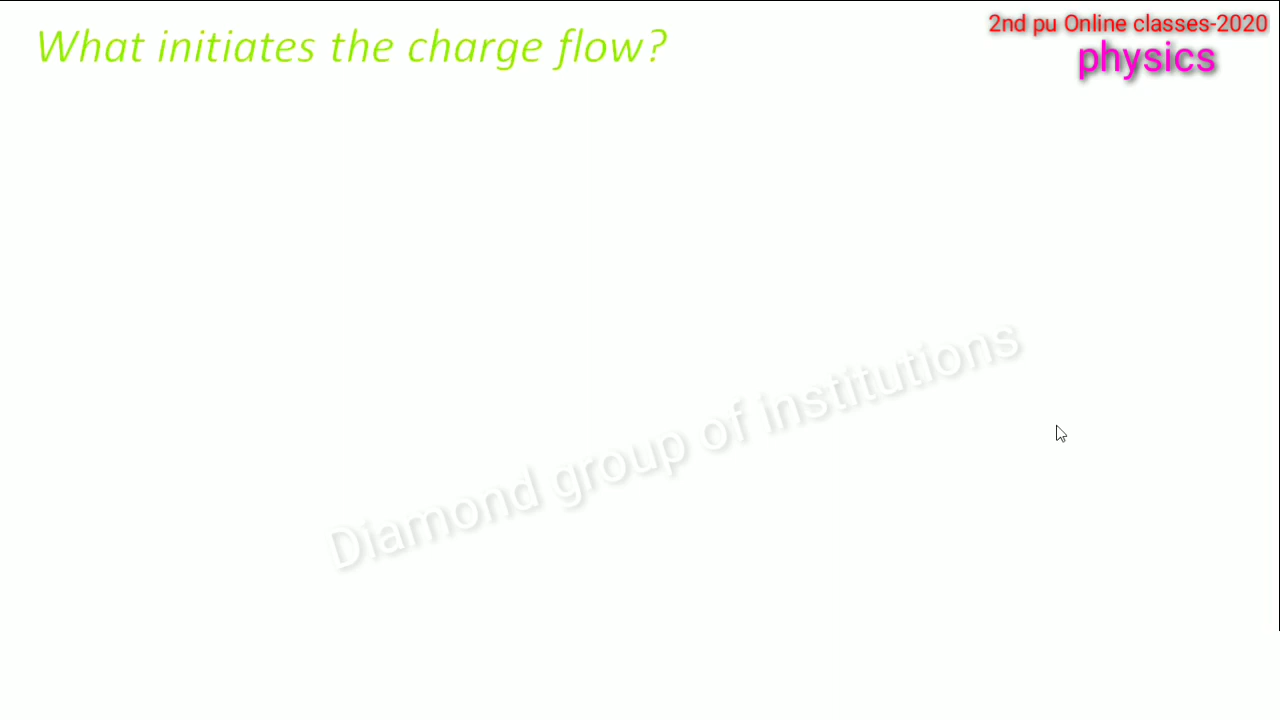 What initiates the charge flow?
2nd pu Online classes-2020
physics
Diamond group of institutions